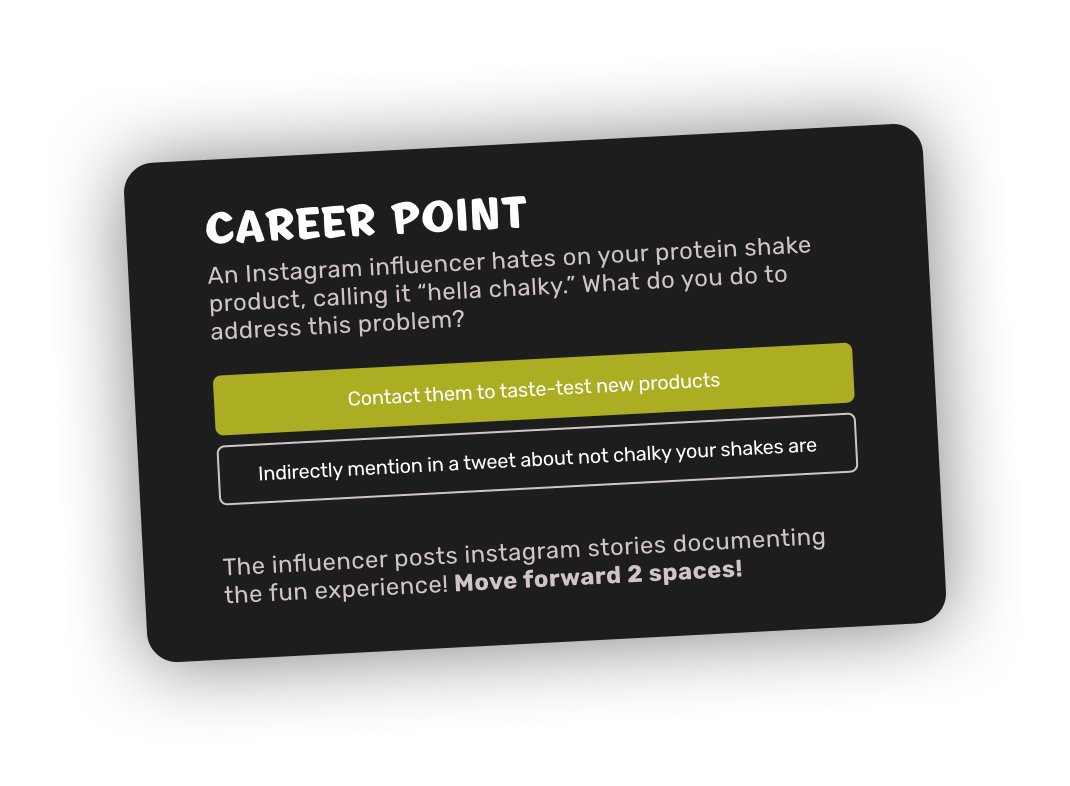 CAREER POINT
An Instagram influencer hates on your protein shake
product, calling it “hella chalky.” What do you do to
address this problem?
Contact them to taste-test new products
Indirectly mention in a tweet about not chalky your shakes are
The influencer posts instagram stories documenting
the fun experience! Move forward 2 spaces!